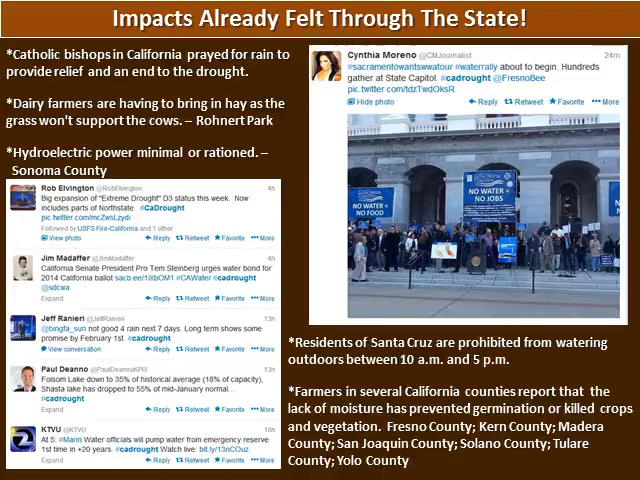 Impacts Already Felt Through The State!
*Catholic bishops in California prayed for rain to
provide relief and an end to the drought.
*Dairy farmers are having to bring in hay as the
grass won't support the cows. – Rohnert Park
*Hydroelectric power minimal or rationed. –
Sonoma County
Rob Elvington @RobElvington 4h
Big expansion of "Extreme Drought" D3 status this week. Now
includes parts of Northstate. #CaDrought
pic.twitter.com/mcZwsLzydi
Followed by USFS Fire-California and 1 other
View photo Reply Retweet Favorite More
Jim Madaffer @JimMadaffer 4h
California Senate President Pro Tem Steinberg urges water bond for
2014 California ballot sacb.ee/1iXbOM1 #CAWater #cadrought
@sdcwa
Expand Reply Retweet Favorite More
Jeff Ranieri @JeffRanieri 13h
@bingfa_sun not good 4 rain next 7 days. Long term shows some
promise by February 1st. #cadrought
View conversation Reply Retweet Favorite More
Paul Deanno @PaulDeannoKPIX 13h
Folsom Lake down to 35% of historical average (18% of capacity),
Shasta lake has dropped to 55% of mid-January normal...
#cadrought
Expand Reply Retweet Favorite More
KTVU @KTVU 16h
At 5: #Marin Water officials will pump water from emergency reserve
1st time in +20 years. #cadrought Watch live: bit.ly/13nCOuz
Expand Reply Retweet Favorite More
Cynthia Moreno @CMJournalist 24m
#sacramentowantswwatour #waterrally about to begin. Hundreds
gather at State Capitol. #cadrought @FresnoBee
pic.twitter.com/tdzTwdOksR
Hide photo Reply Retweet Favorite More
NO WATER=
NO FOOD
NO WATER=
NO JOBS
*Residents of Santa Cruz are prohibited from watering
outdoors between 10 a.m. and 5 p.m.
*Farmers in several California counties report that the
lack of moisture has prevented germination or killed crops
and vegetation. Fresno County; Kern County; Madera
County; San Joaquin County; Solano County; Tulare
County; Yolo County